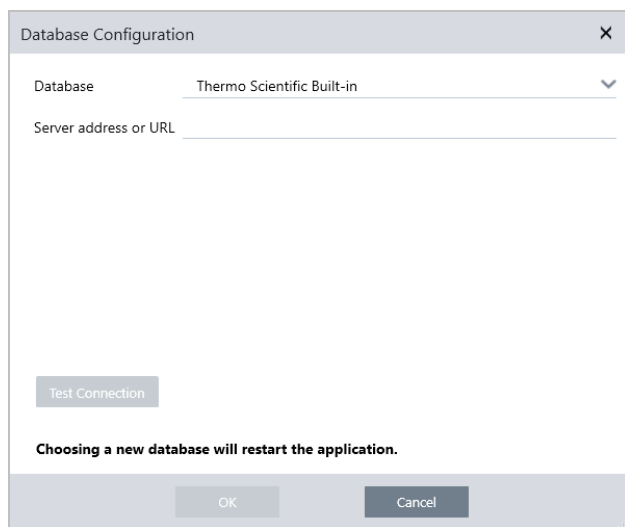 Database Configuration
Database Thermo Scientific Built-in
Server address or URL
Test Connection
Choosing a new database will restart the application.
OK Cancel